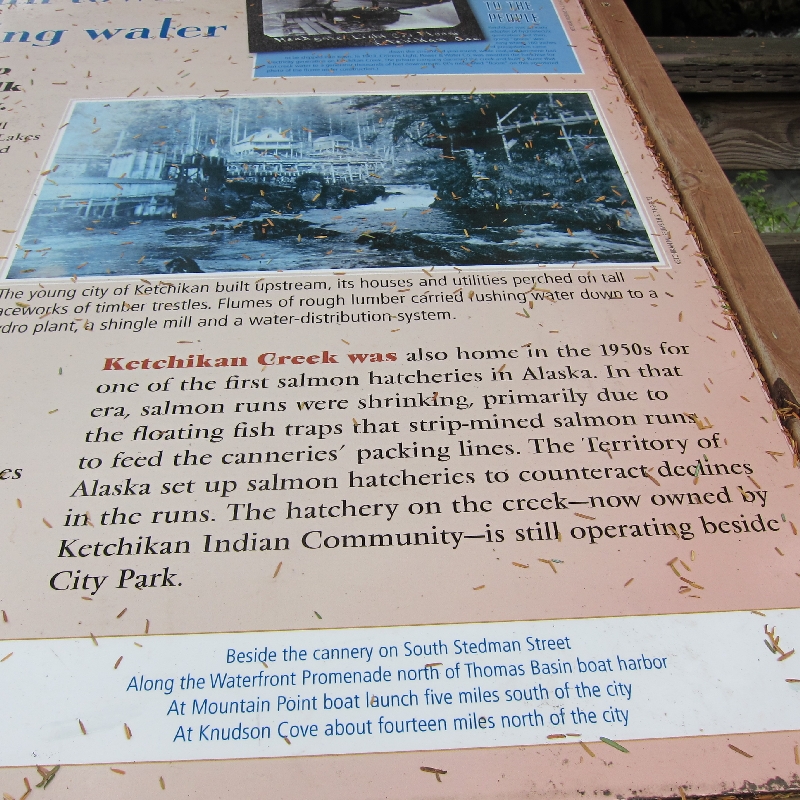 ng water
TO THE
PEOPLE
lk
Lakes
d
The young city of Ketchikan built upstream, its houses and utilities perched on tall
aceworks of timber trestles. Flumes of rough lumber carried rushing water down to a
dro plant, a shingle mill and a water-distribution-system.
Ketchikan Creek was also home in the 1950s for
one of the first salmon hatcheries in Alaska. In that
era, salmon runs were shrinking, primarily due to
the floating fish traps that strip-mined salmon runs
to feed the canneries' packing lines. The Territory of
Alaska set up salmon hatcheries to counteract declines
in the runs. The hatchery on the creek—now owned by
Ketchikan Indian Community—is still operating beside
City Park.
es
Beside the cannery on South Stedman Street
Along the Waterfront Promenade north of Thomas Basin boat harbor
At Mountain Point boat launch five miles south of the city
At Knudson Cove about fourteen miles north of the city